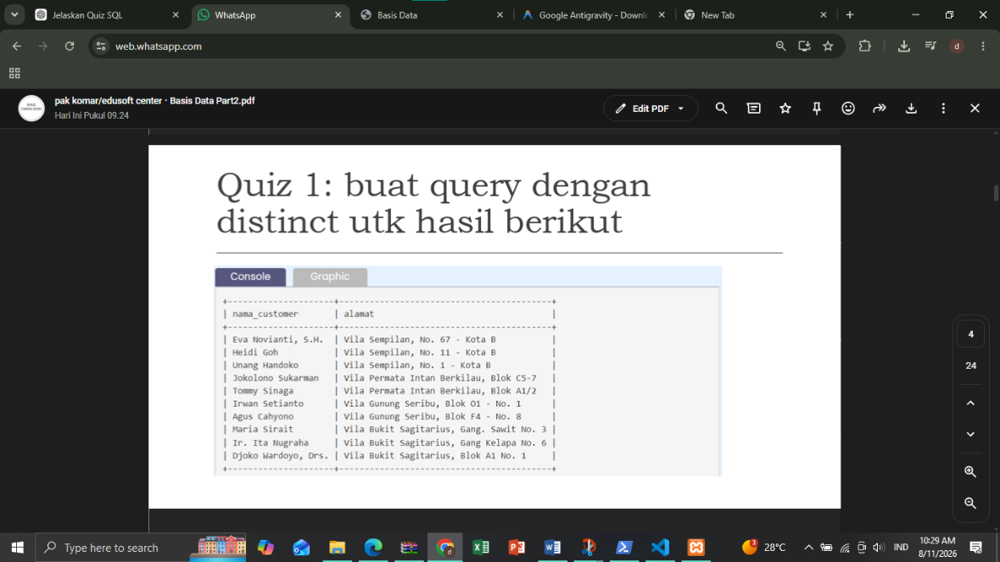 Jelaskan Quiz SQL
WhatsApp
Basis Data
Google Antigravity - Downl
New Tab
web.whatsapp.com
d
pak komar/edusoft center · Basis Data Part2.pdf
Hari Ini Pukul 09.24
Edit PDF
Quiz 1: buat query dengan
distinct utk hasil berikut
Console Graphic
+---------------------+------------------------------------------+
| nama_customer | alamat |
+---------------------+------------------------------------------+
| Eva Novianti, S.H. | Vila Sempilan, No. 67 - Kota B |
| Heidi Goh | Vila Sempilan, No. 11 - Kota B |
| Unang Handoko | Vila Sempilan, No. 1 - Kota B |
| Jokolono Sukarman | Vila Permata Intan Berkilau, Blok C5-7 |
| Tommy Sinaga | Vila Permata Intan Berkilau, Blok A1/2 |
| Irwan Setianto | Vila Gunung Seribu, Blok O1 - No. 1 |
| Agus Cahyono | Vila Gunung Seribu, Blok F4 - No. 8 |
| Maria Sirait | Vila Bukit Sagitarius, Gang. Sawit No. 3 |
| Ir. Ita Nugraha | Vila Bukit Sagitarius, Gang Kelapa No. 6 |
| Djoko Wardoyo, Drs. | Vila Bukit Sagitarius, Blok A1 No. 1 |
+---------------------+------------------------------------------+
4
24
Type here to search
3
28°C
IND
10:29 AM
8/11/2026